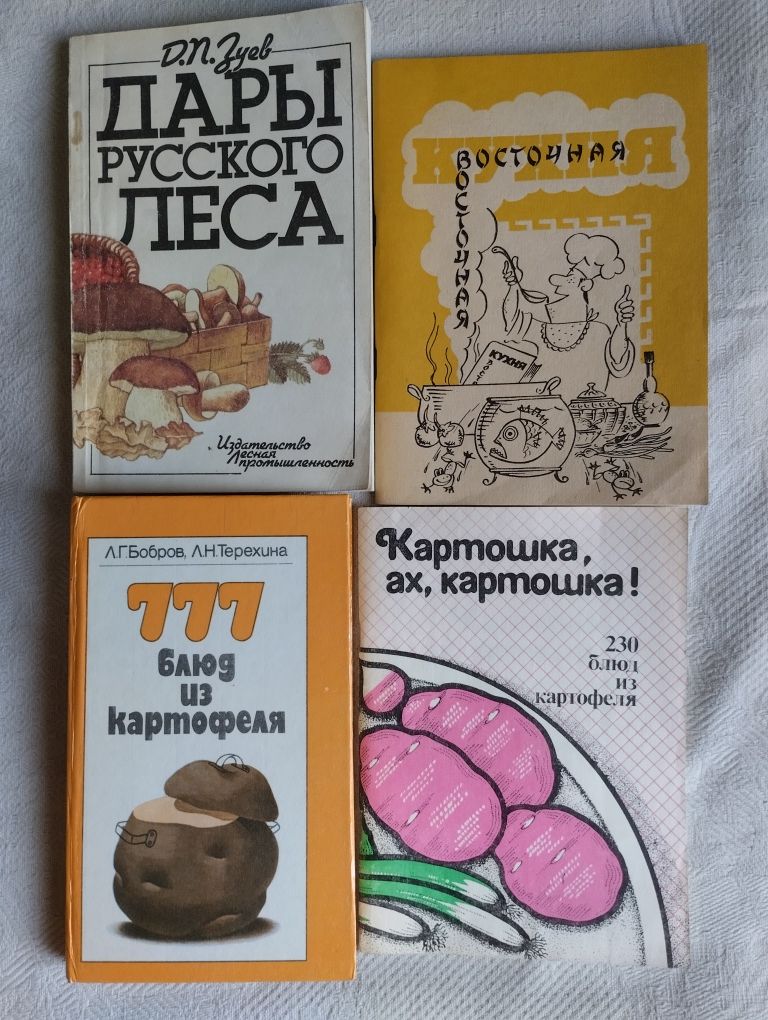 Д.П. Зуев
ДАРЫ
РУССКОГО
ЛЕСА
Издательство
Лесная
промышленность
КУХНЯ
ВОСТОЧНАЯ
ВОСТОЧНАЯ
КУХНЯ
Л.Г.Бобров, Л.Н.Терехина
777
блюд
из
картофеля
Картошка,
ах, картошка!
230
блюд
из
картофеля